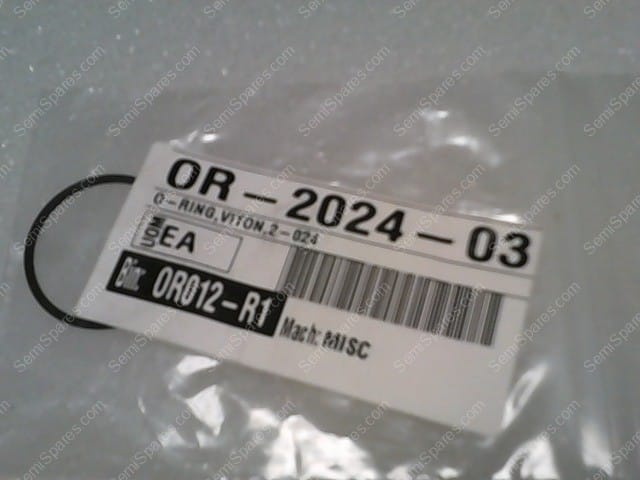 OR-2024-03
O-RING, VITON, 2-024
UOM EA
Bin: OR012-R1
Mach: MISC
SemiSpares.com